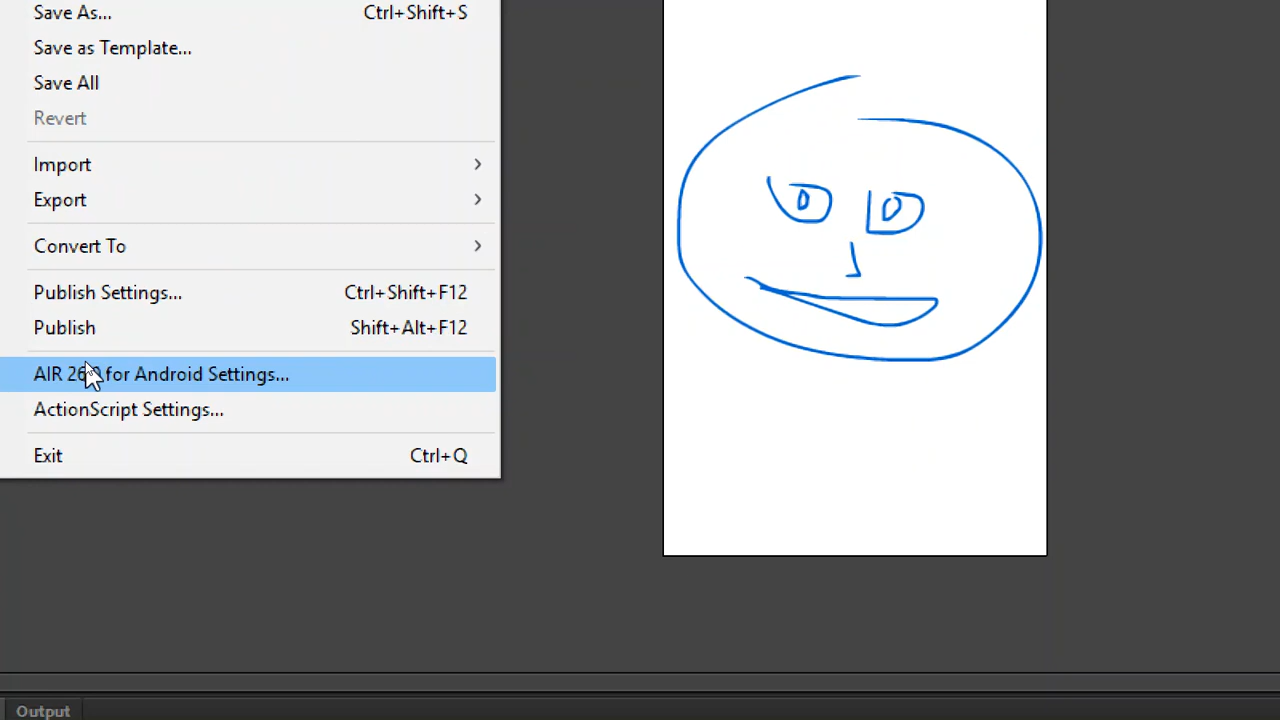 Save As... Ctrl+Shift+S
Save as Template...
Save All
Revert
Import
Export
Convert To
Publish Settings... Ctrl+Shift+F12
Publish Shift+Alt+F12
AIR for Android Settings...
ActionScript Settings...
Exit Ctrl+Q
Output